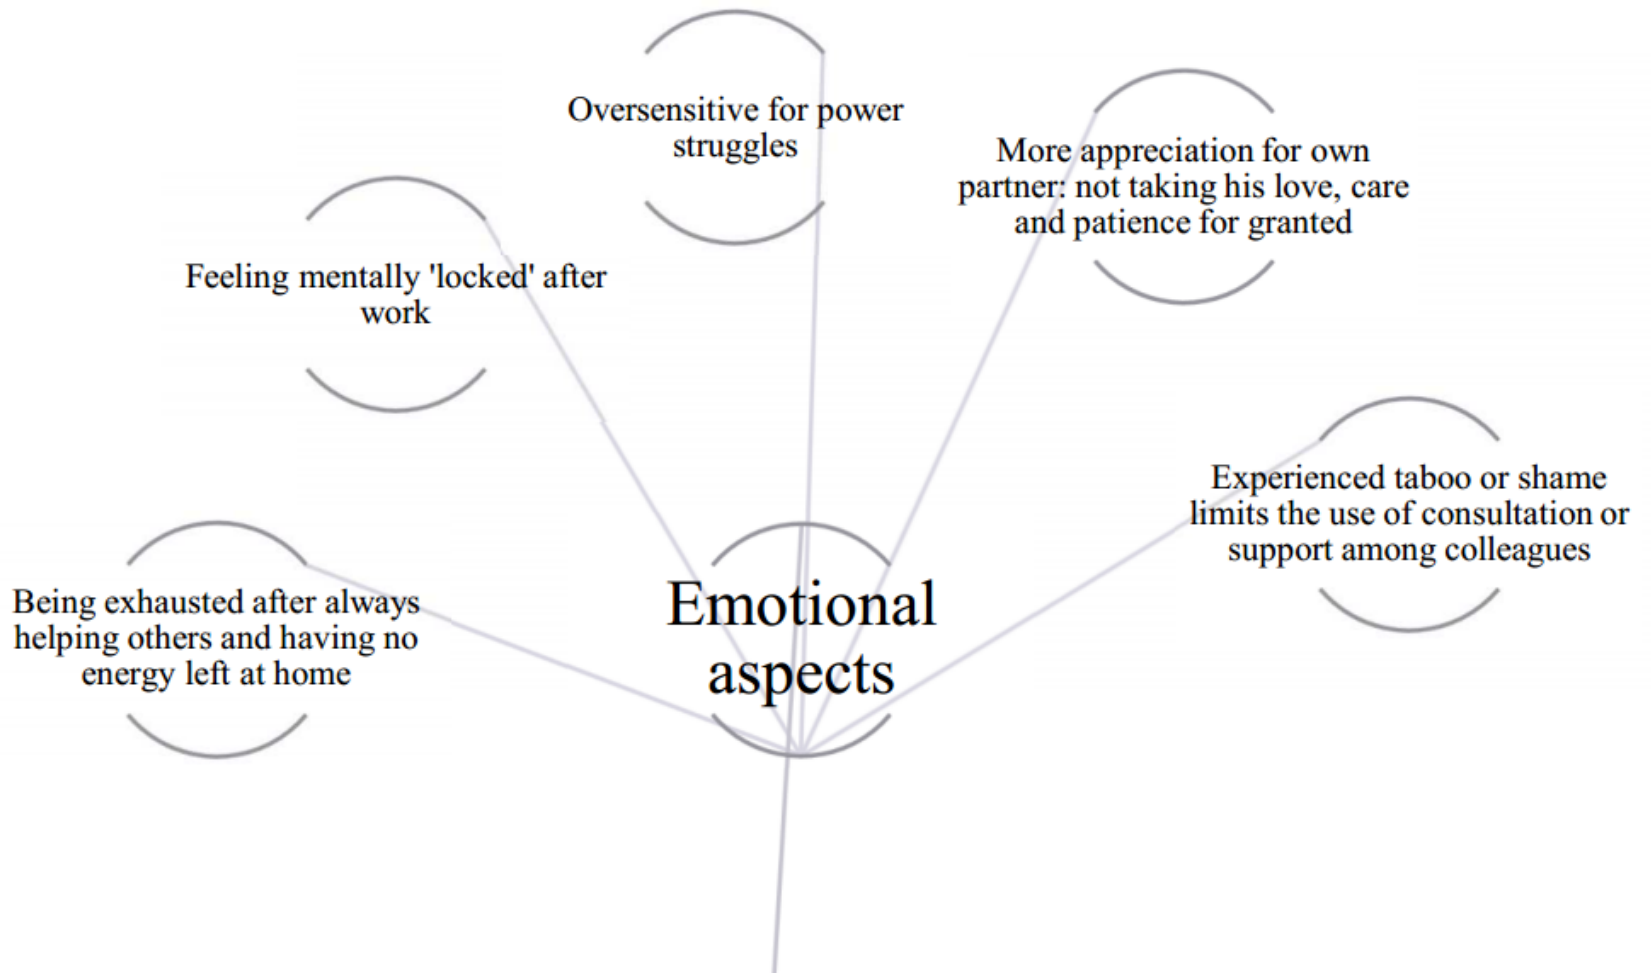 Oversensitive for power
struggles
More appreciation for own
partner: not taking his love, care
and patience for granted
Feeling mentally 'locked' after
work
Experienced taboo or shame
limits the use of consultation or
support among colleagues
Being exhausted after always
helping others and having no
energy left at home
Emotional
aspects